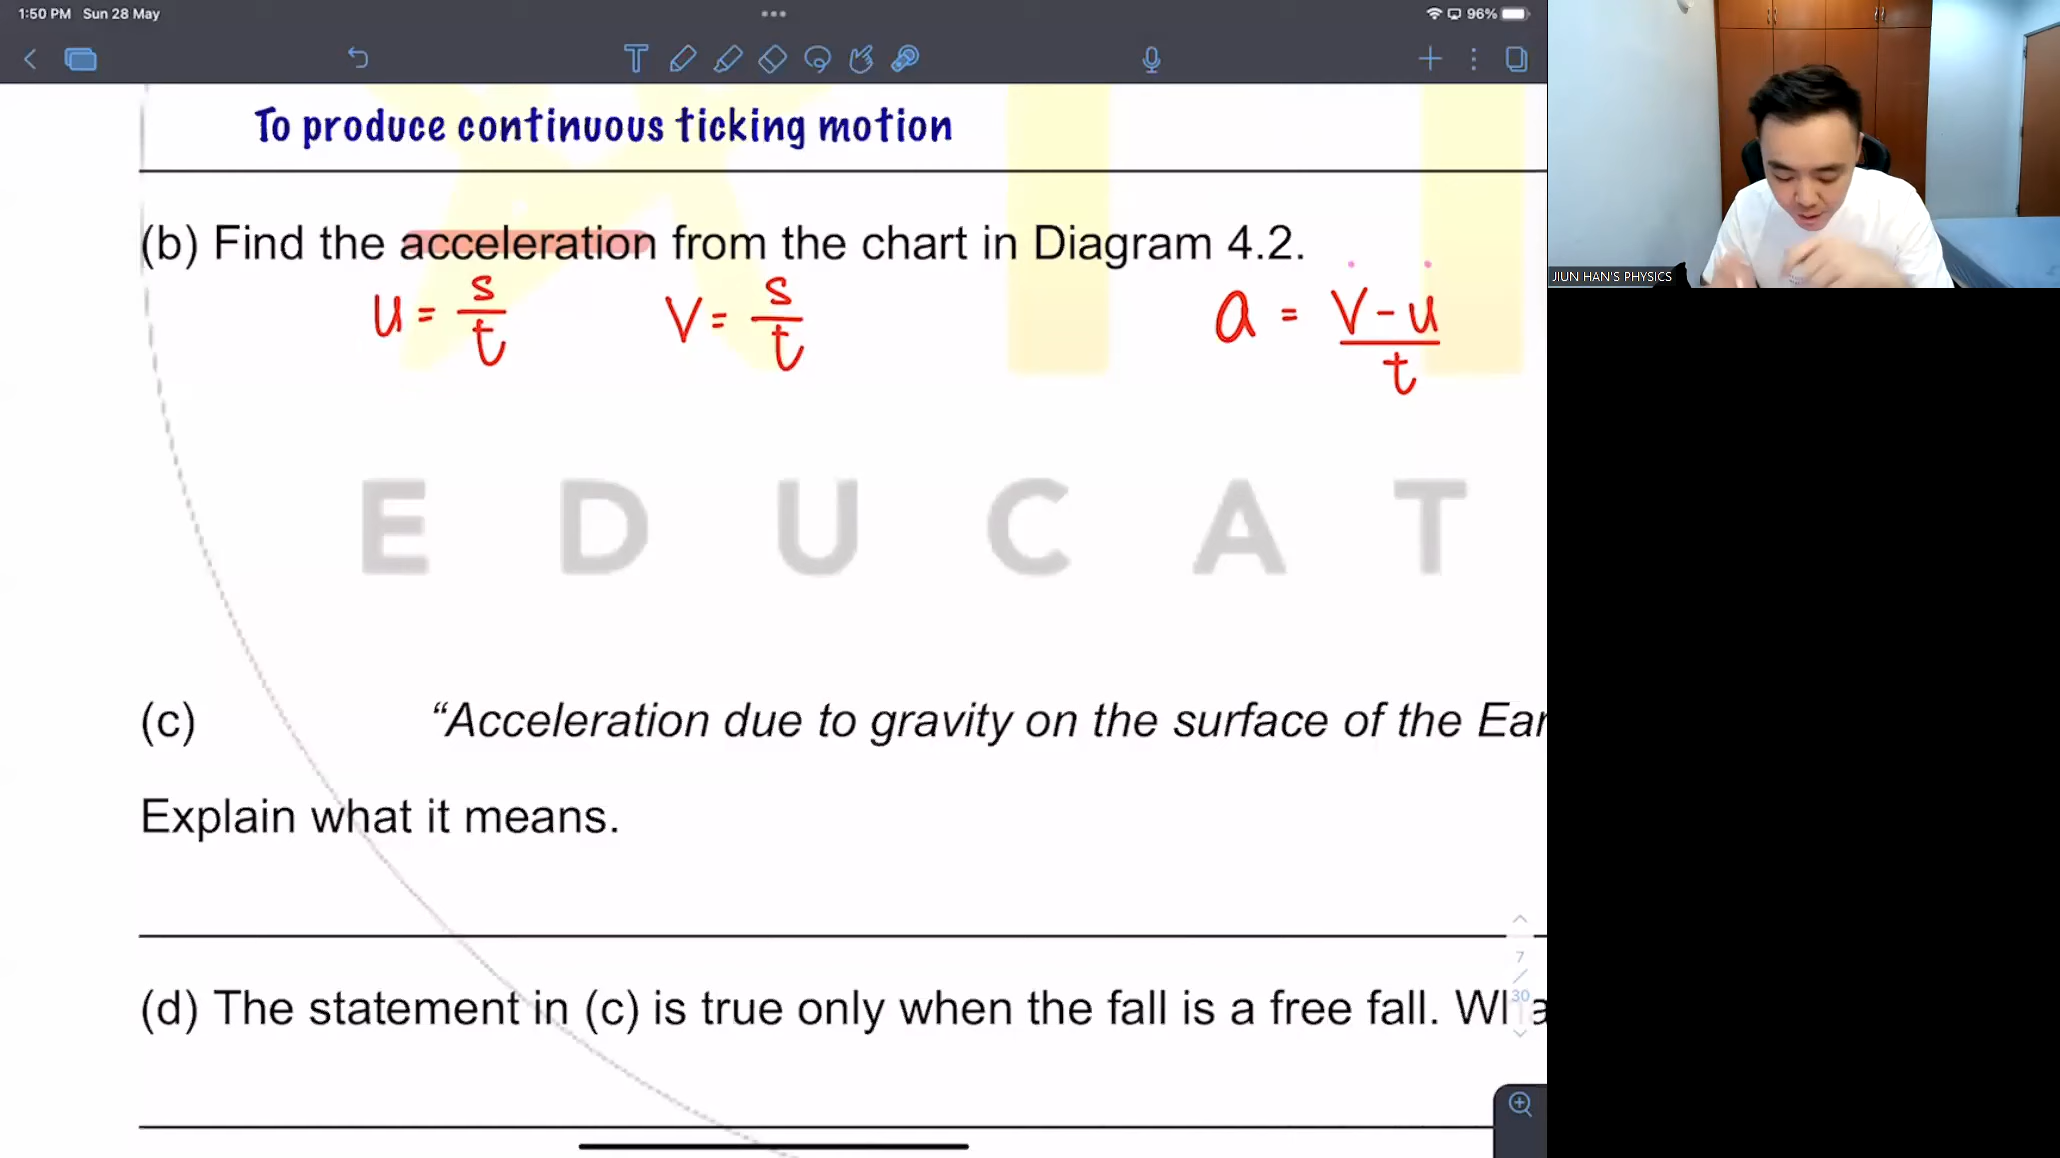 1:50 PM Sun 28 May
96%
To produce continuous ticking motion
(b) Find the acceleration from the chart in Diagram 4.2.
u = s/t v = s/t a = v-u/t
E D U C A T
(c) “Acceleration due to gravity on the surface of the Ear
Explain what it means.
7
30
(d) The statement in (c) is true only when the fall is a free fall.
JIUN HAN'S PHYSICS